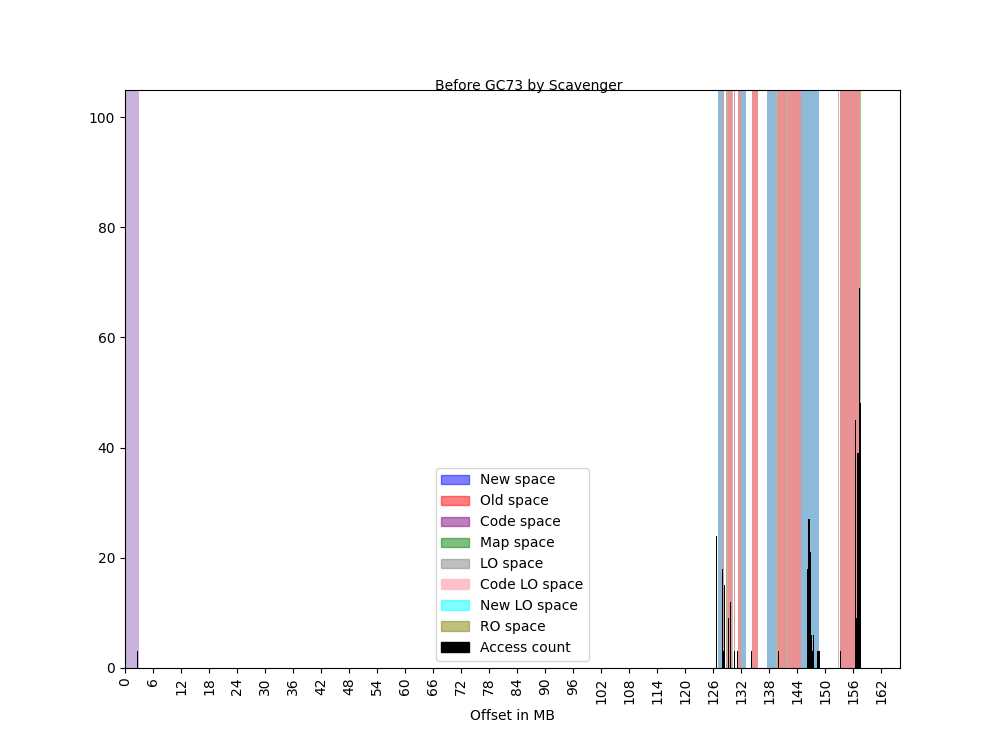 Before GC73 by Scavenger
100
80
60
40
20
0
New space
Old space
Code space
Map space
LO space
Code LO space
New LO space
RO space
Access count
0 6 12 18 24 30 36 42 48 54 60 66 72 78 84 90 96 102 108 114 120 126 132 138 144 150 156 162
Offset in MB